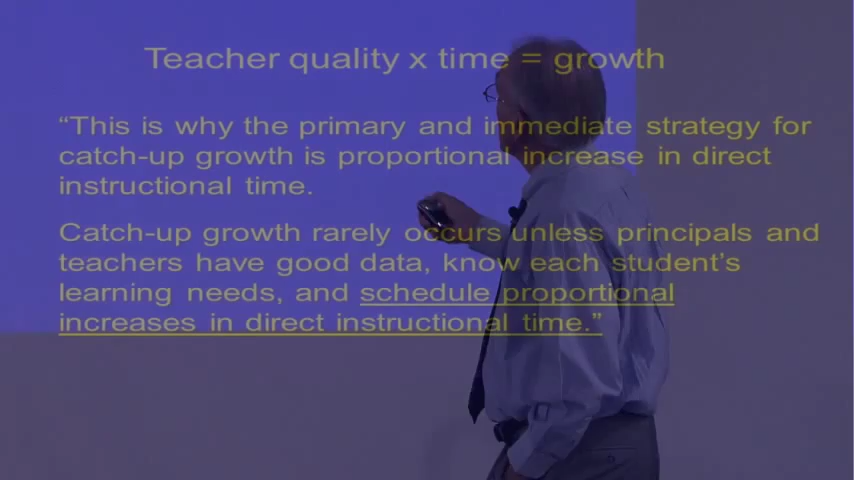 Teacher quality x time = growth
“This is why the primary and immediate strategy for
catch-up growth is proportional increase in direct
instructional time.
Catch-up growth rarely occurs unless principals and
teachers have good data, know each student’s
learning needs, and schedule proportional
increases in direct instructional time.”